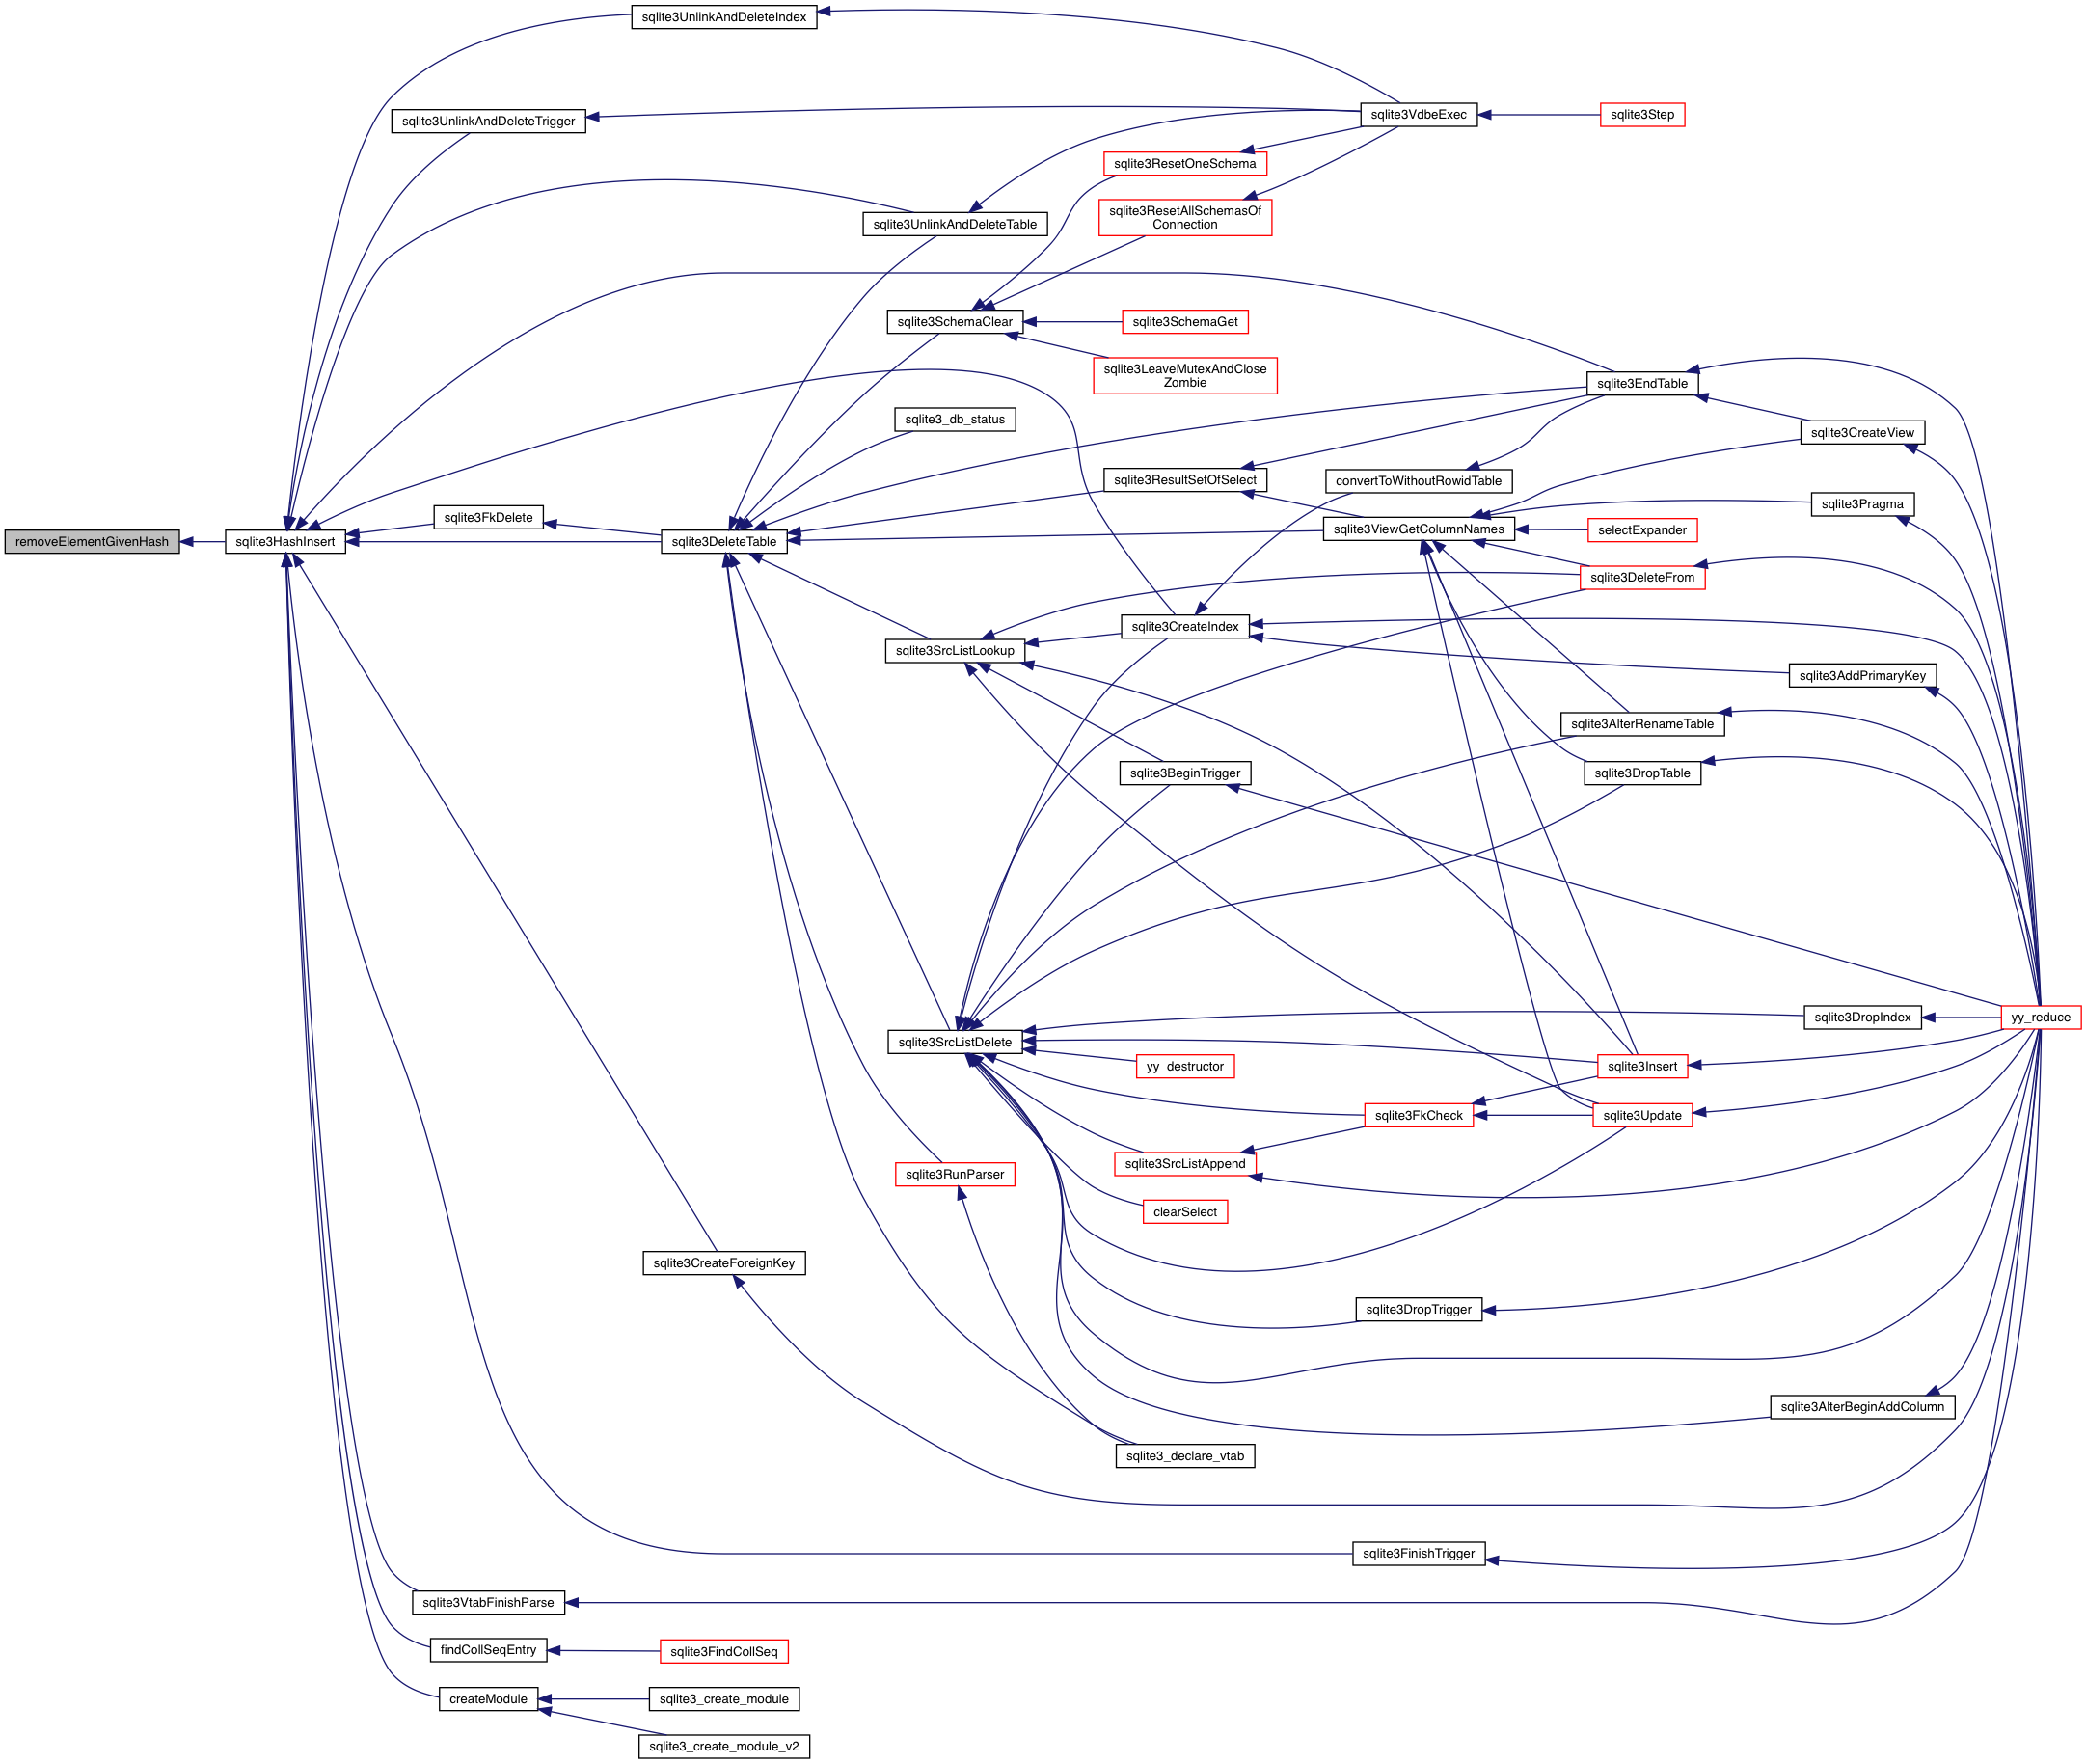 sqlite3UnlinkAndDeleteIndex
sqlite3UnlinkAndDeleteTrigger
sqlite3VdbeExec
sqlite3Step
sqlite3ResetOneSchema
sqlite3ResetAllSchemasOf
Connection
sqlite3UnlinkAndDeleteTable
sqlite3SchemaClear
sqlite3SchemaGet
sqlite3LeaveMutexAndClose
Zombie
sqlite3EndTable
sqlite3_db_status
sqlite3CreateView
sqlite3ResultSetOfSelect
convertToWithoutRowidTable
sqlite3Pragma
sqlite3FkDelete
sqlite3ViewGetColumnNames
selectExpander
removeElementGivenHash
sqlite3HashInsert
sqlite3DeleteTable
sqlite3DeleteFrom
sqlite3CreateIndex
sqlite3SrcListLookup
sqlite3AddPrimaryKey
sqlite3AlterRenameTable
sqlite3BeginTrigger
sqlite3DropTable
sqlite3DropIndex
yy_reduce
sqlite3SrcListDelete
yy_destructor
sqlite3Insert
sqlite3FkCheck
sqlite3Update
sqlite3SrcListAppend
sqlite3RunParser
clearSelect
sqlite3CreateForeignKey
sqlite3DropTrigger
sqlite3AlterBeginAddColumn
sqlite3_declare_vtab
sqlite3FinishTrigger
sqlite3VtabFinishParse
findCollSeqEntry
sqlite3FindCollSeq
createModule
sqlite3_create_module
sqlite3_create_module_v2